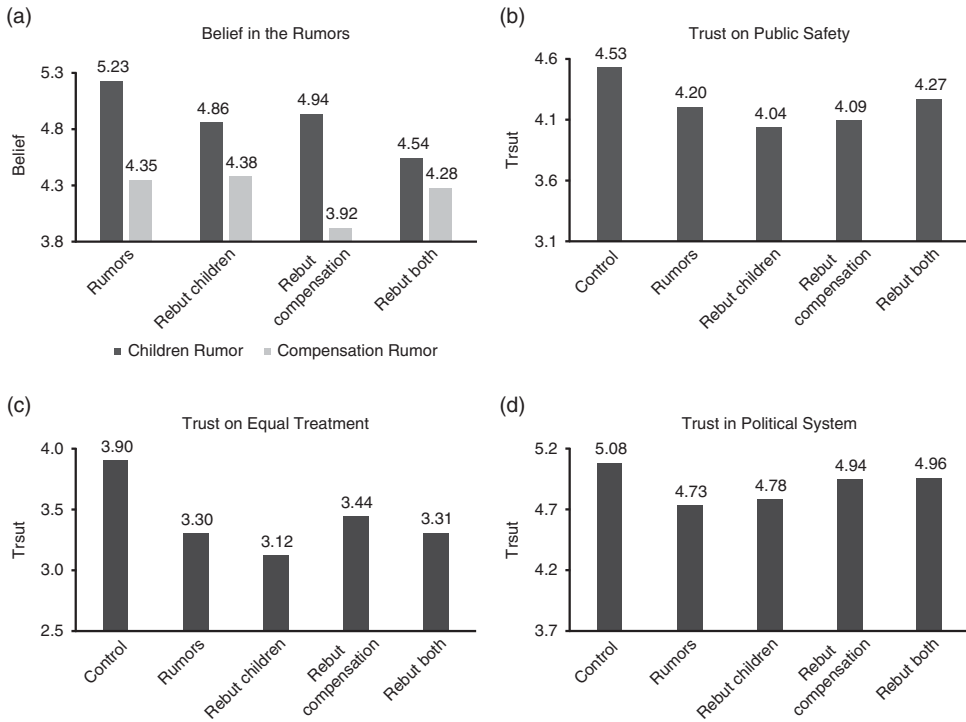 (a)
Belief in the Rumors
5.3
4.8
4.3
3.8
Belief
5.23
4.35
4.86
4.38
4.94
3.92
4.54
4.28
Rumors
Rebut children
Rebut
compensation
Rebut both
Children Rumor
Compensation Rumor
(b)
Trust on Public Safety
4.6
4.1
3.6
3.1
Trsut
4.53
4.20
4.04
4.09
4.27
Control
Rumors
Rebut children
Rebut
compensation
Rebut both
(c)
Trust on Equal Treatment
4.0
3.5
3.0
2.5
Trsut
3.90
3.30
3.12
3.44
3.31
Control
Rumors
Rebut children
Rebut
compensation
Rebut both
(d)
Trust in Political System
5.2
4.7
4.2
3.7
Trsut
5.08
4.73
4.78
4.94
4.96
Control
Rumors
Rebut children
Rebut
compensation
Rebut both